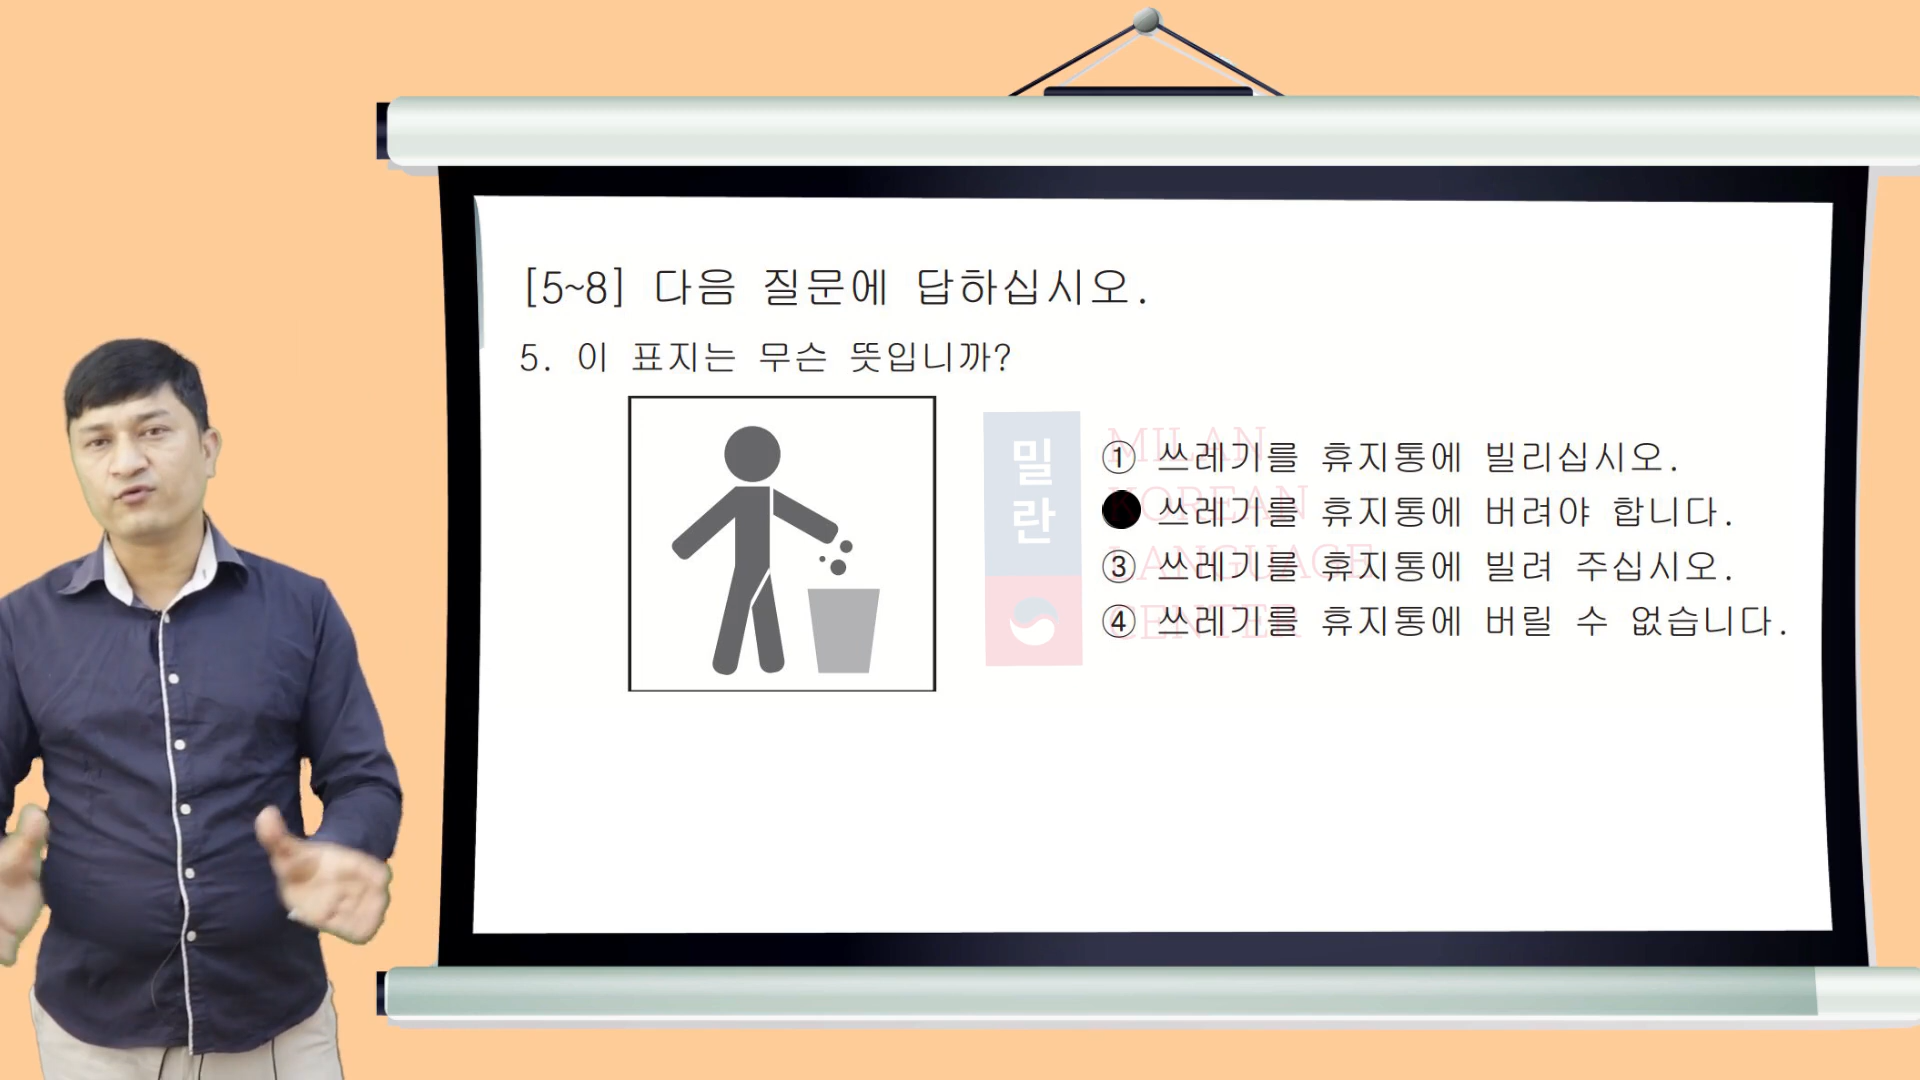 [5~8] 다음 질문에 답하십시오.
5. 이 표지는 무슨 뜻입니까?
밀란
MILAN
KOREAN
LANGUAGE
CENTER
① 쓰레기를 휴지통에 빌리십시오.
쓰레기를 휴지통에 버려야 합니다.
③ 쓰레기를 휴지통에 빌려 주십시오.
④ 쓰레기를 휴지통에 버릴 수 없습니다.